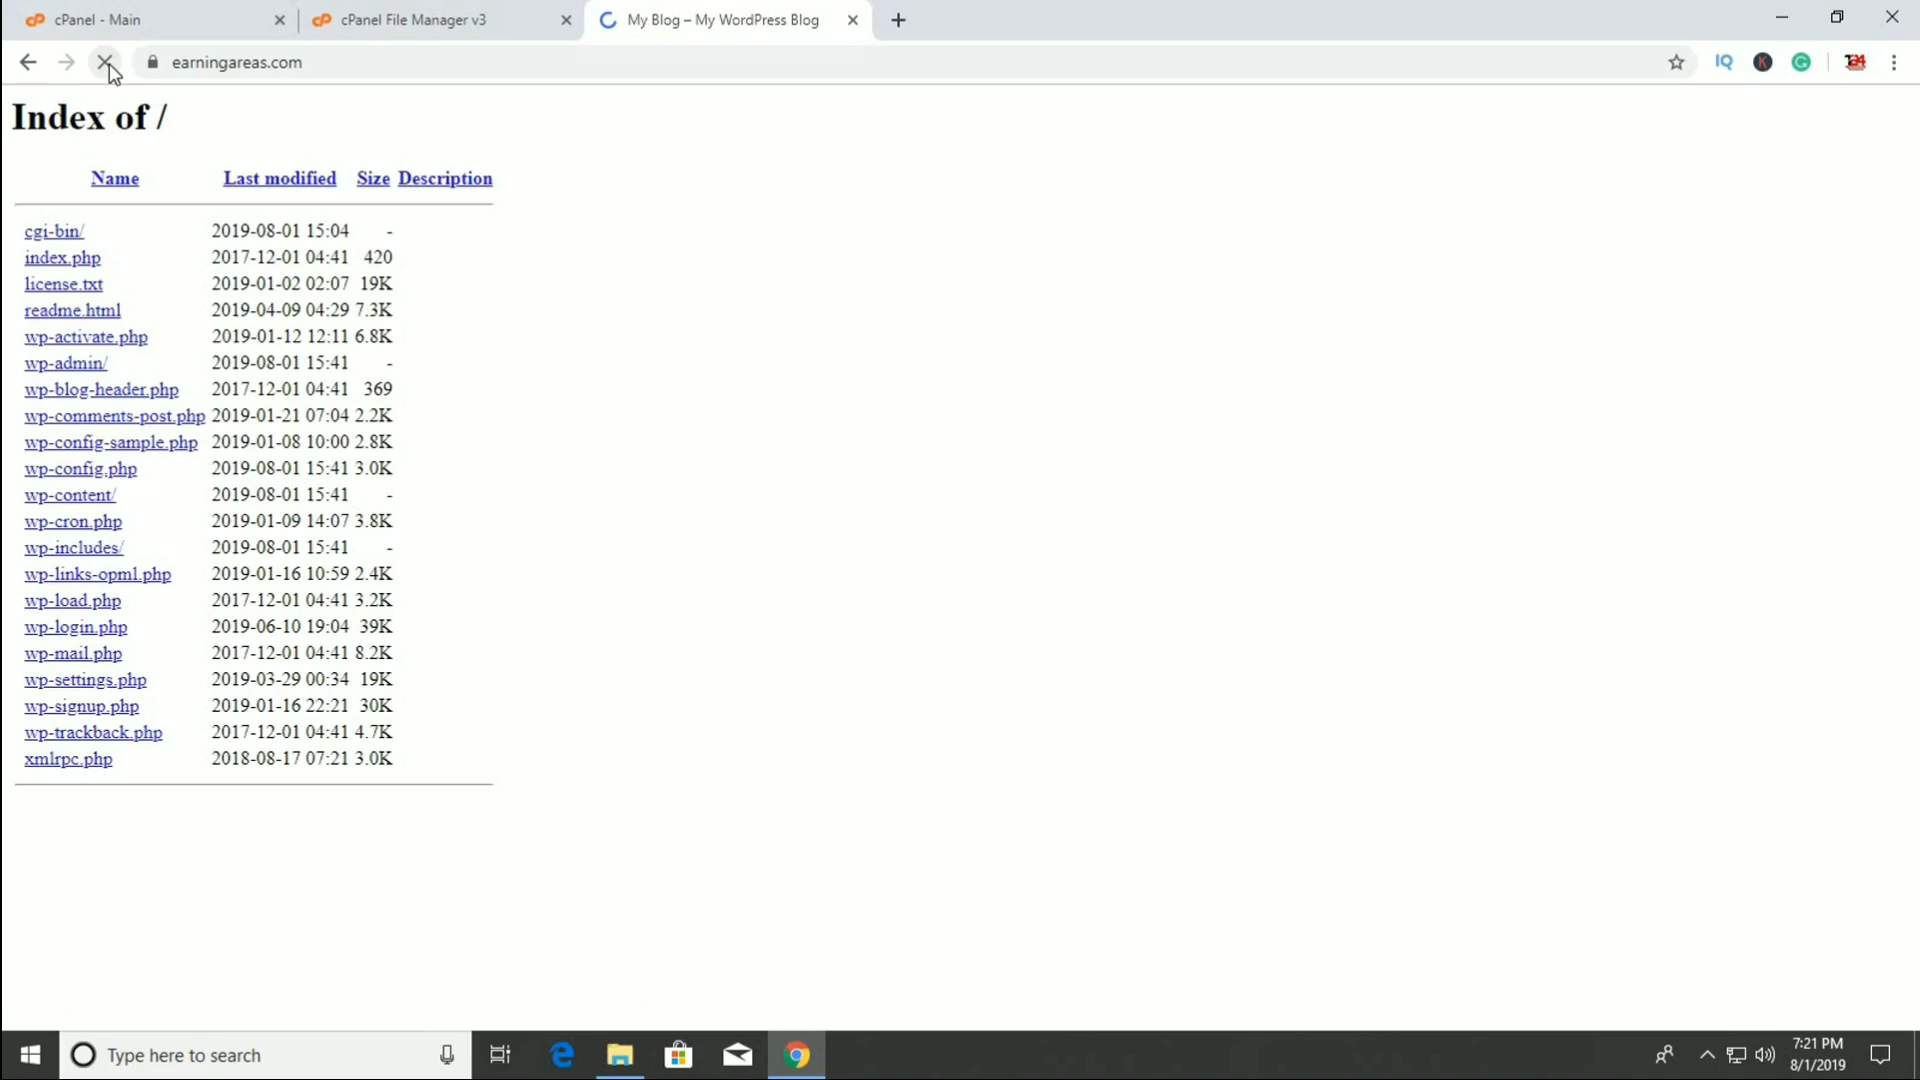 cPanel - Main
cPanel File Manager v3
My Blog – My WordPress Blog
earningareas.com
IQ
K
Index of /
Name Last modified Size Description
cgi-bin/ 2019-08-01 15:04 -
index.php 2017-12-01 04:41 420
license.txt 2019-01-02 02:07 19K
readme.html 2019-04-09 04:29 7.3K
wp-activate.php 2019-01-12 12:11 6.8K
wp-admin/ 2019-08-01 15:41 -
wp-blog-header.php 2017-12-01 04:41 369
wp-comments-post.php 2019-01-21 07:04 2.2K
wp-config-sample.php 2019-01-08 10:00 2.8K
wp-config.php 2019-08-01 15:41 3.0K
wp-content/ 2019-08-01 15:41 -
wp-cron.php 2019-01-09 14:07 3.8K
wp-includes/ 2019-08-01 15:41 -
wp-links-opml.php 2019-01-16 10:59 2.4K
wp-load.php 2017-12-01 04:41 3.2K
wp-login.php 2019-06-10 19:04 39K
wp-mail.php 2017-12-01 04:41 8.2K
wp-settings.php 2019-03-29 00:34 19K
wp-signup.php 2019-01-16 22:21 30K
wp-trackback.php 2017-12-01 04:41 4.7K
xmlrpc.php 2018-08-17 07:21 3.0K
Type here to search
7:21 PM
8/1/2019